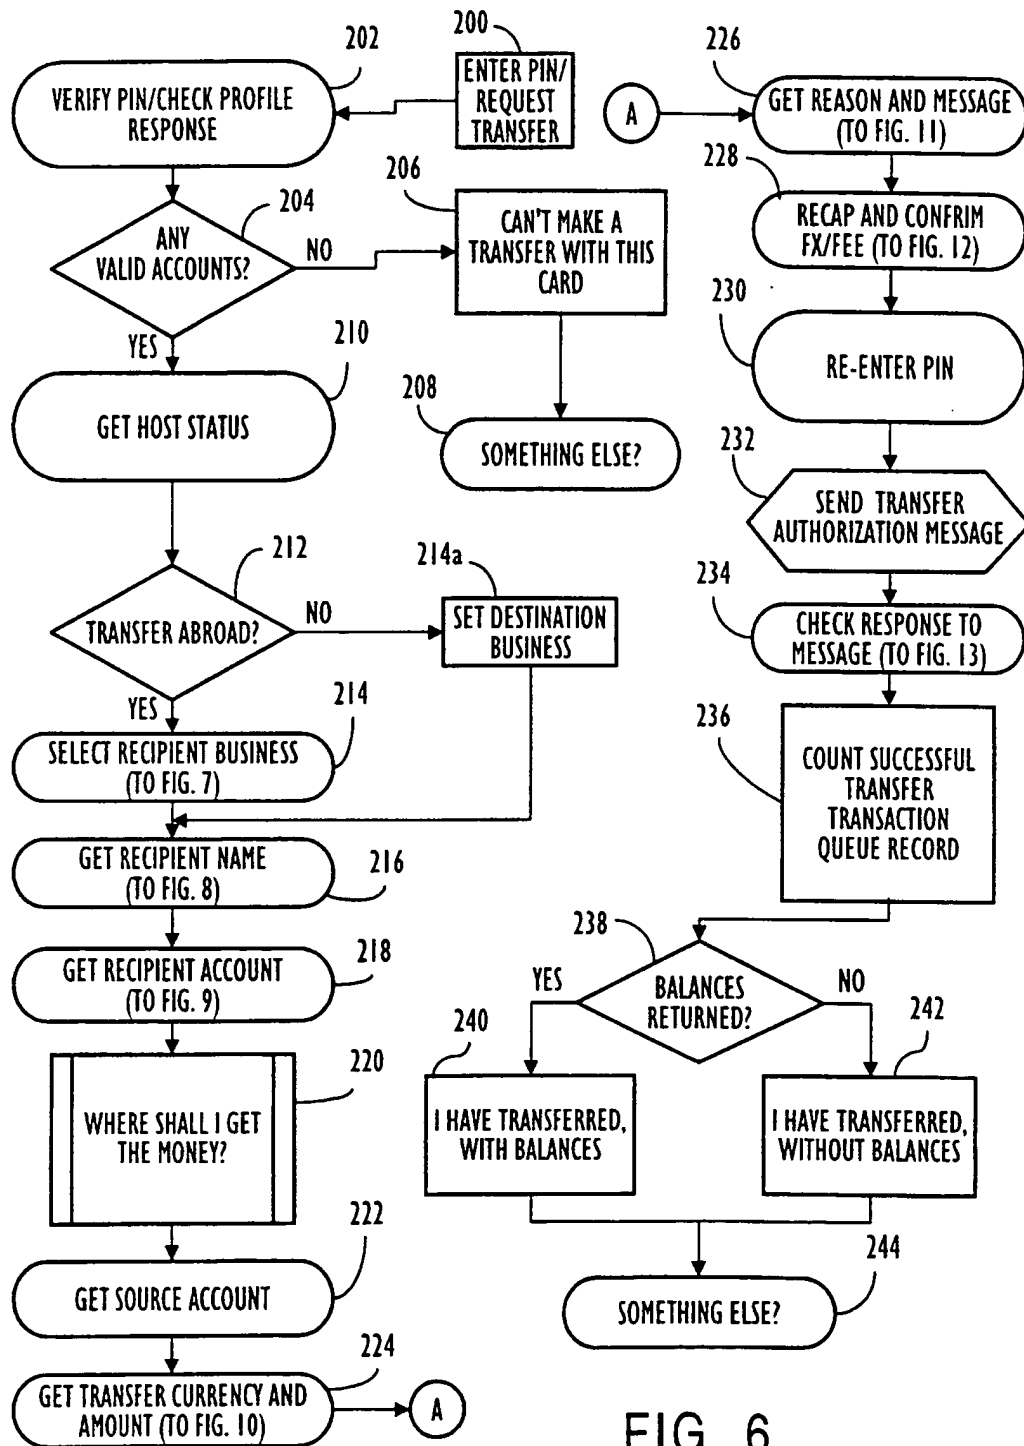 202
VERIFY PIN/CHECK PROFILE
RESPONSE
200
ENTER PIN/
REQUEST
TRANSFER
204
ANY
VALID ACCOUNTS?
NO
YES
206
CAN'T MAKE A
TRANSFER WITH THIS
CARD
208
SOMETHING ELSE?
210
GET HOST STATUS
212
TRANSFER ABROAD?
NO
YES
214a
SET DESTINATION
BUSINESS
214
SELECT RECIPIENT BUSINESS
(TO FIG. 7)
GET RECIPIENT NAME
(TO FIG. 8)
216
GET RECIPIENT ACCOUNT
(TO FIG. 9)
218
WHERE SHALL I GET
THE MONEY?
220
222
GET SOURCE ACCOUNT
224
GET TRANSFER CURRENCY AND
AMOUNT (TO FIG. 10)
A
A
226
GET REASON AND MESSAGE
(TO FIG. 11)
228
RECAP AND CONFRIM
FX/FEE (TO FIG. 12)
230
RE-ENTER PIN
232
SEND TRANSFER
AUTHORIZATION MESSAGE
234
CHECK RESPONSE TO
MESSAGE (TO FIG. 13)
236
COUNT SUCCESSFUL
TRANSFER
TRANSACTION
QUEUE RECORD
238
BALANCES
RETURNED?
YES
NO
240
I HAVE TRANSFERRED,
WITH BALANCES
242
I HAVE TRANSFERRED,
WITHOUT BALANCES
244
SOMETHING ELSE?
FIG. 6